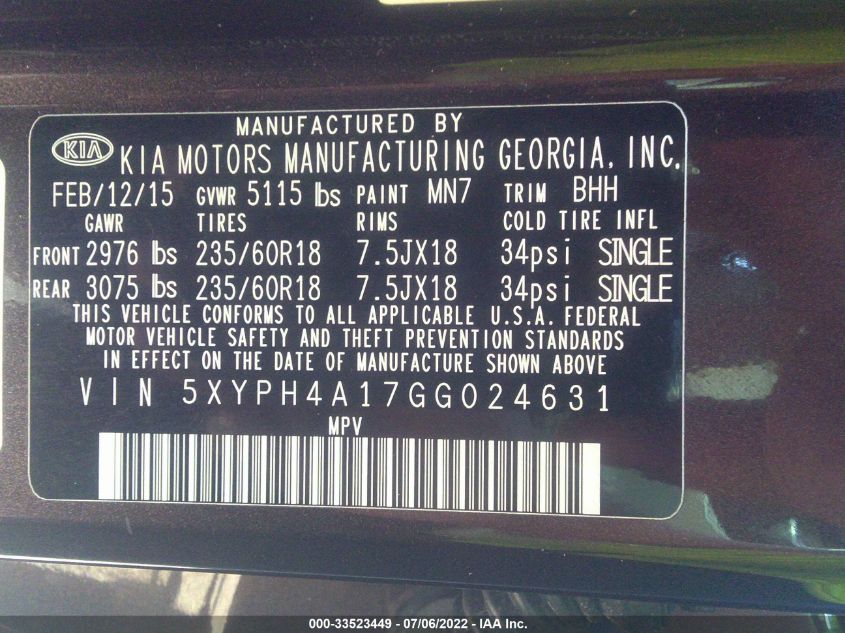 MANUFACTURED BY
KIA KIA MOTORS MANUFACTURING GEORGIA, INC.
FEB/12/15 GVWR 5115 lbs PAINT MN7 TRIM BHH
GAWR TIRES RIMS COLD TIRE INFL
FRONT 2976 lbs 235/60R18 7.5JX18 34psi SINGLE
REAR 3075 lbs 235/60R18 7.5JX18 34psi SINGLE
THIS VEHICLE CONFORMS TO ALL APPLICABLE U.S.A. FEDERAL
MOTOR VEHICLE SAFETY AND THEFT PREVENTION STANDARDS
IN EFFECT ON THE DATE OF MANUFACTURE SHOWN ABOVE
VIN 5XYPH4A17GG024631
MPV
000-33523449 - 07/06/2022 - IAA Inc.